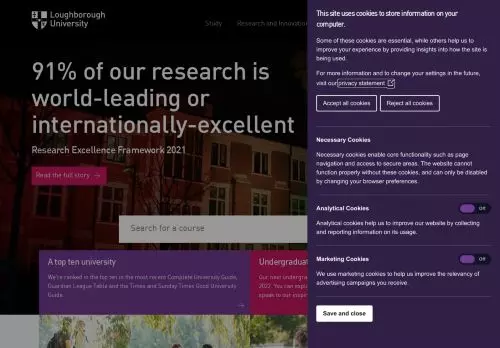 Loughborough
University
Study
Research and Innovation
91% of our research is
world-leading or
internationally-excellent
Research Excellence Framework 2021
Read the full story →
Search for a course
A top ten university
We're ranked in the top ten in the most recent Complete University Guide,
Guardian League Table and the Times and Sunday Times Good University
Guide.
Undergradua
Our next undergra
2022. You can expl
speak to our inspir
This site uses cookies to store information on your
computer.
Some of these cookies are essential, while others help us to
improve your experience by providing insights into how the site is
being used.
For more information and to change your settings in the future,
visit our privacy statement
Accept all cookies
Reject all cookies
Necessary Cookies
Necessary cookies enable core functionality such as page
navigation and access to secure areas. The website cannot
function properly without these cookies, and can only be disabled
by changing your browser preferences.
Analytical Cookies
Off
Analytical cookies help us to improve our website by collecting
and reporting information on its usage.
Marketing Cookies
Off
We use marketing cookies to help us improve the relevancy of
advertising campaigns you receive.
Save and close